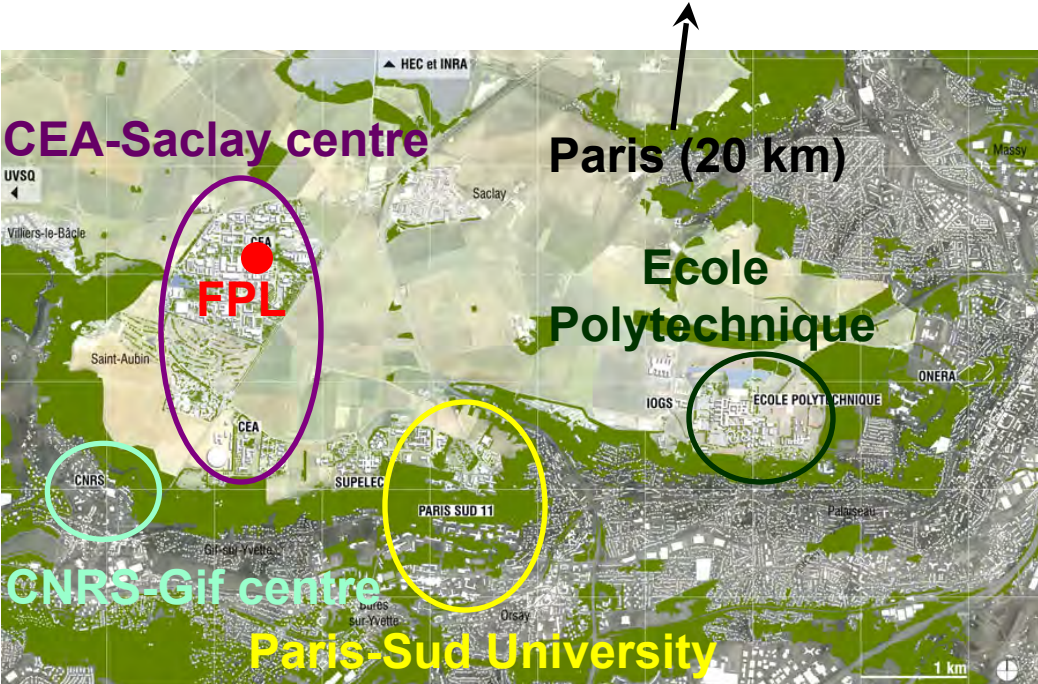 HEC et INRA
CEA-Saclay centre
Paris (20 km)
Massy
UVSQ
Saclay
Villiers-le-Bâcle
CEA
FPL
Ecole
Polytechnique
Saint-Aubin
ONERA
IOGS
ECOLE POLYTECHNIQUE
CEA
CNRS
SUPELEC
PARIS SUD 11
Palaiseau
Gif-sur-Yvette
CNRS-Gif centre
Bures
sur-Yvette
Orsay
Paris-Sud University
1 km